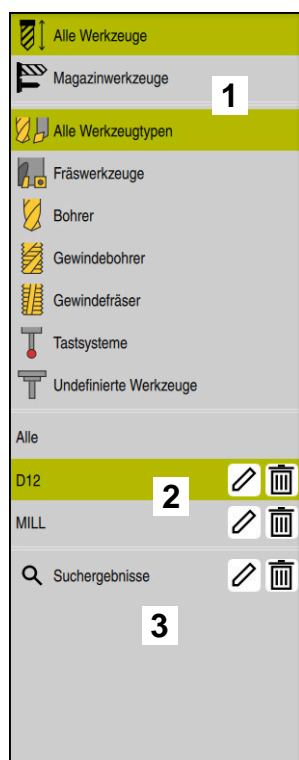 Alle Werkzeuge
Magazinwerkzeuge
1
Alle Werkzeugtypen
Fräswerkzeuge
Bohrer
Gewindebohrer
Gewindefräser
Tastsysteme
Undefinierte Werkzeuge
Alle
D12
2
MILL
Suchergebnisse
3